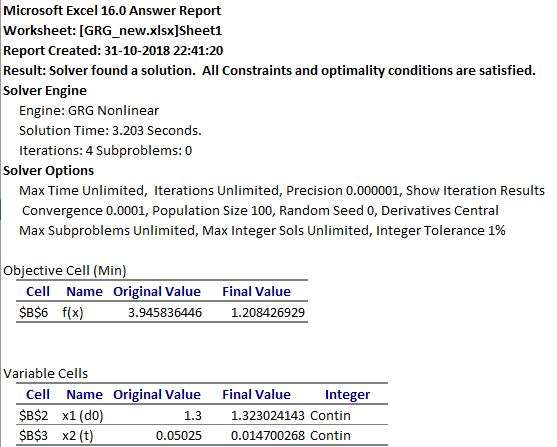 Microsoft Excel 16.0 Answer Report
Worksheet: [GRG_new.xlsx]Sheet1
Report Created: 31-10-2018 22:41:20
Result: Solver found a solution.  All Constraints and optimality conditions are satisfied.
Solver Engine
Engine: GRG Nonlinear
Solution Time: 3.203 Seconds.
Iterations: 4 Subproblems: 0
Solver Options
Max Time Unlimited,  Iterations Unlimited, Precision 0.000001, Show Iteration Results
Convergence 0.0001, Population Size 100, Random Seed 0, Derivatives Central
Max Subproblems Unlimited, Max Integer Sols Unlimited, Integer Tolerance 1%
Objective Cell (Min)
Cell Name Original Value Final Value
$B$6 f(x) 3.945836446 1.208426929
Variable Cells
Cell Name Original Value Final Value Integer
$B$2 x1 (d0) 1.3 1.323024143 Contin
$B$3 x2 (t) 0.05025 0.014700268 Contin